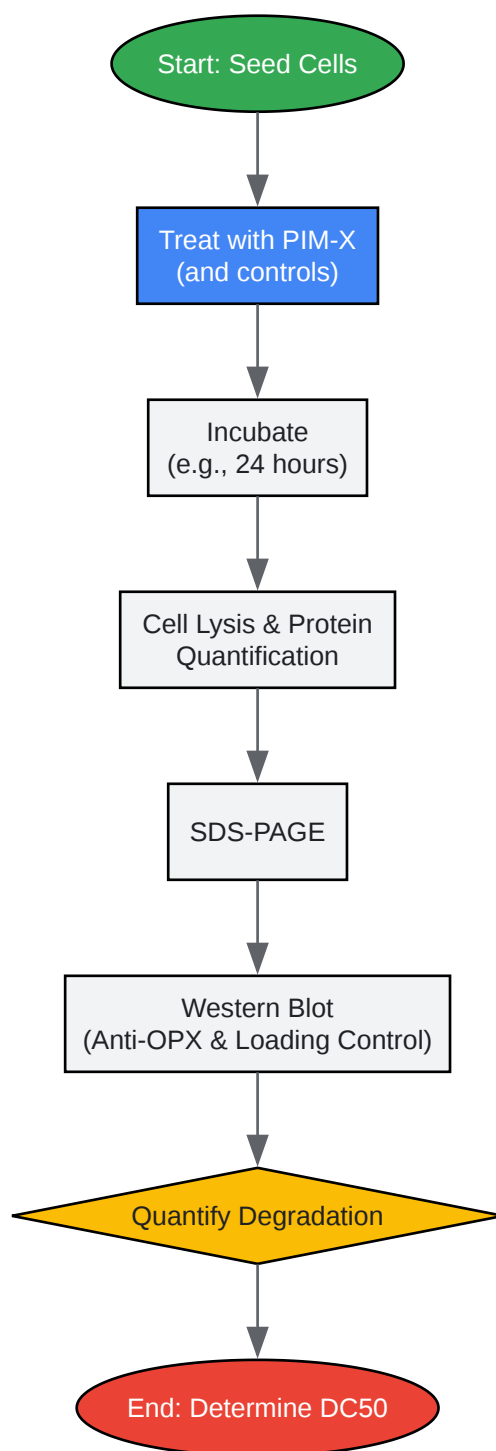 Start: Seed Cells
Treat with PIM-X
(and controls)
Incubate
(e.g., 24 hours)
Cell Lysis & Protein
Quantification
SDS-PAGE
Western Blot
(Anti-OPX & Loading Control)
Quantify Degradation
End: Determine DC50